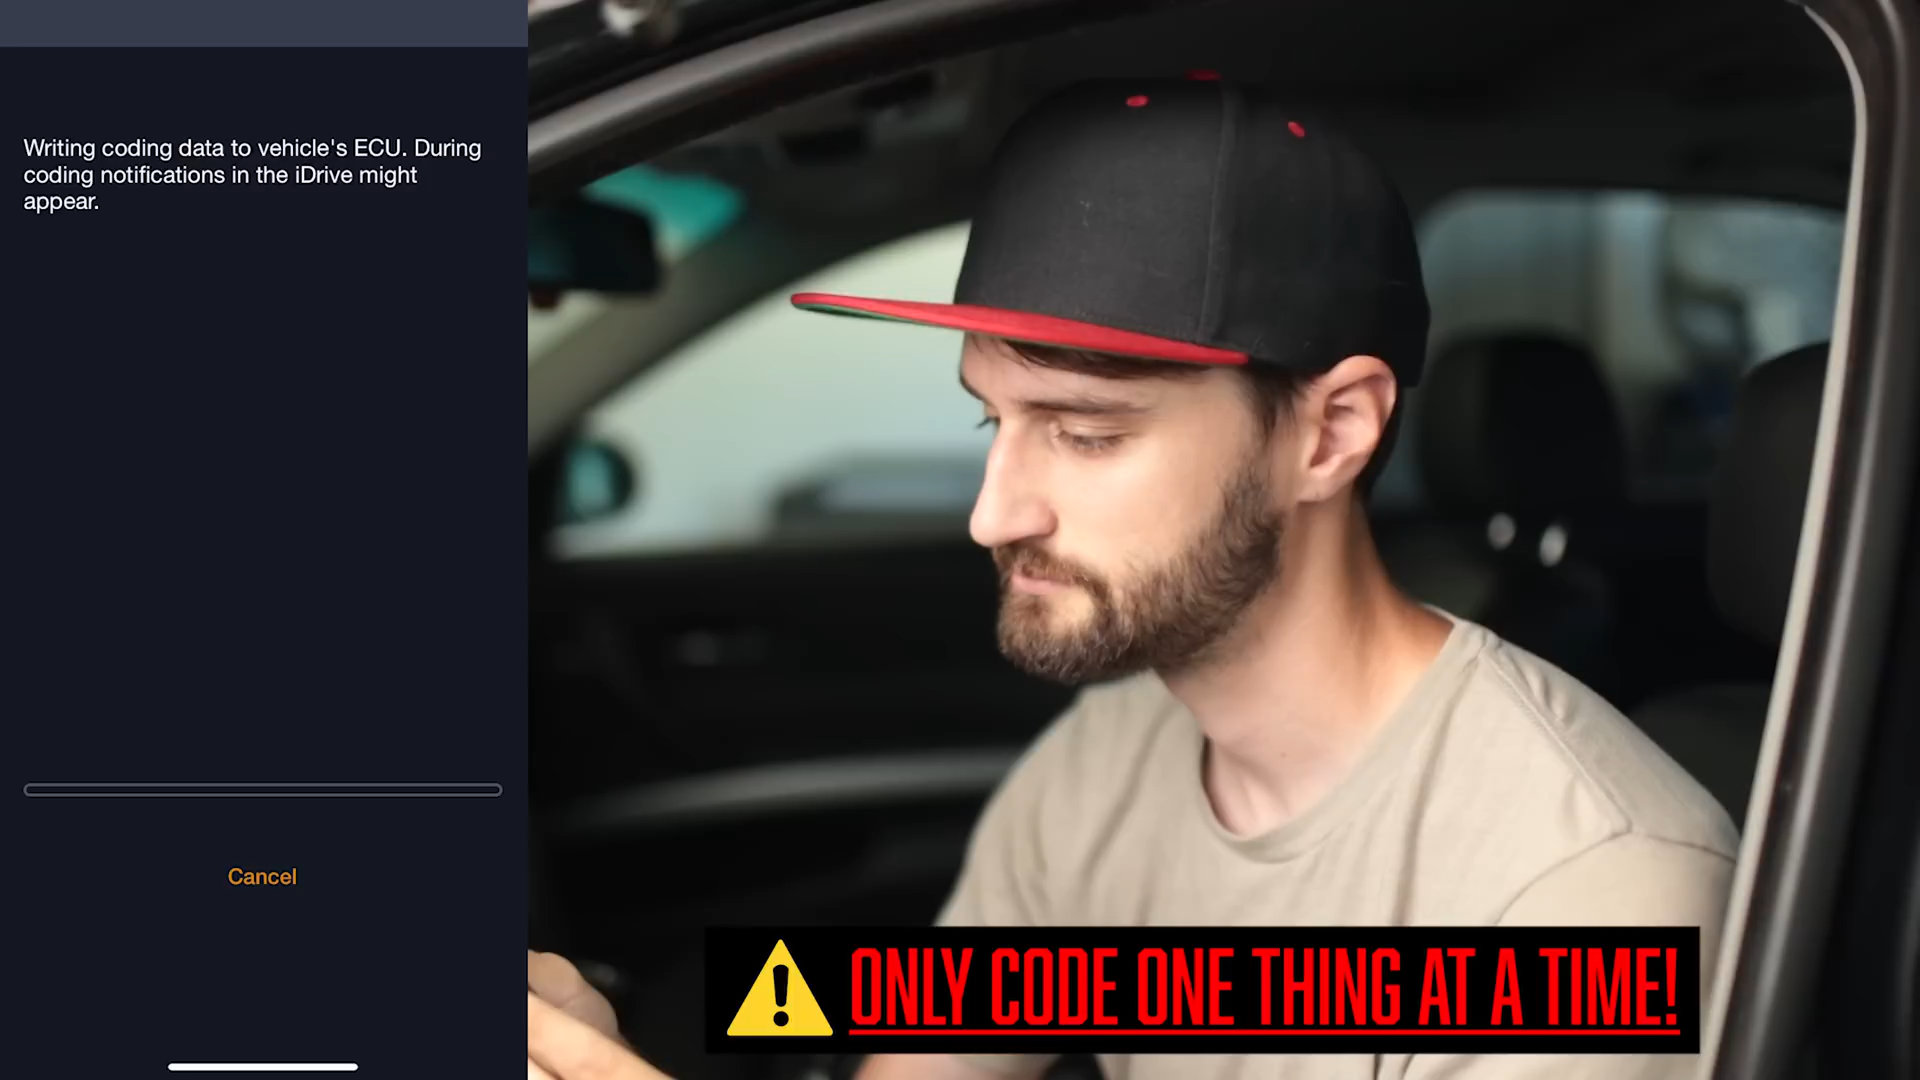 Writing coding data to vehicle's ECU. During
coding notifications in the iDrive might
appear.
Cancel
ONLY CODE ONE THING AT A TIME!